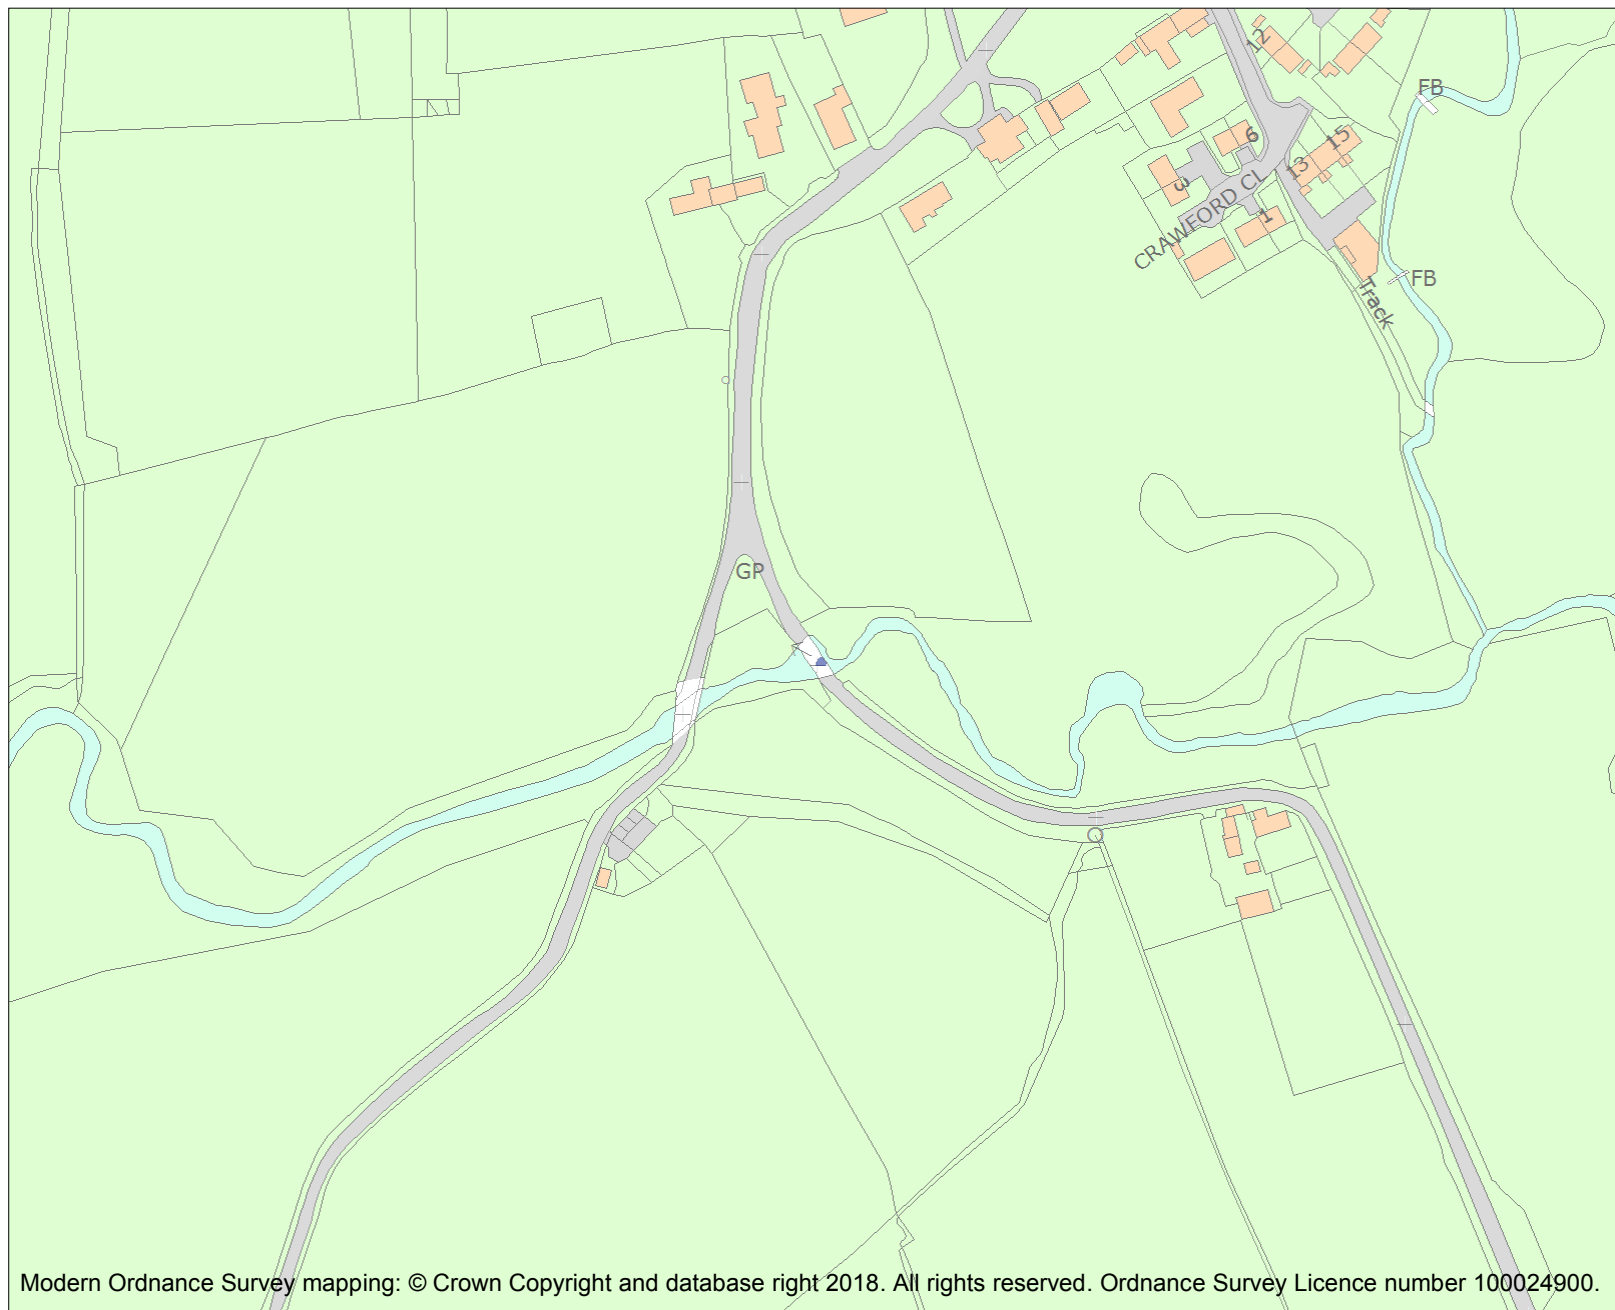 12
FB
6
15
13
3
CRAWFORD CL
1
FB
Track
GP
Modern Ordnance Survey mapping: © Crown Copyright and database right 2018. All rights reserved. Ordnance Survey Licence number 100024900.